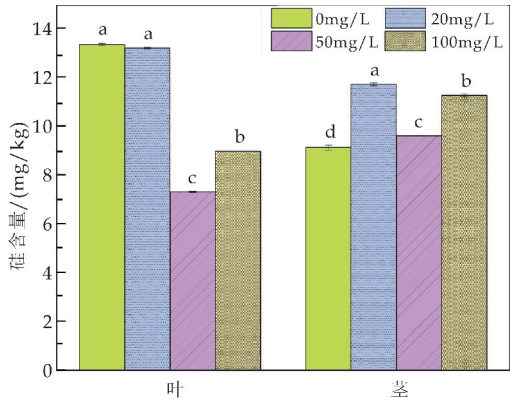 0mg/L 20mg/L
50mg/L 100mg/L
硅含量/(mg/kg)
14
12
10
8
6
4
2
0
a a c b
d a c b
叶 茎